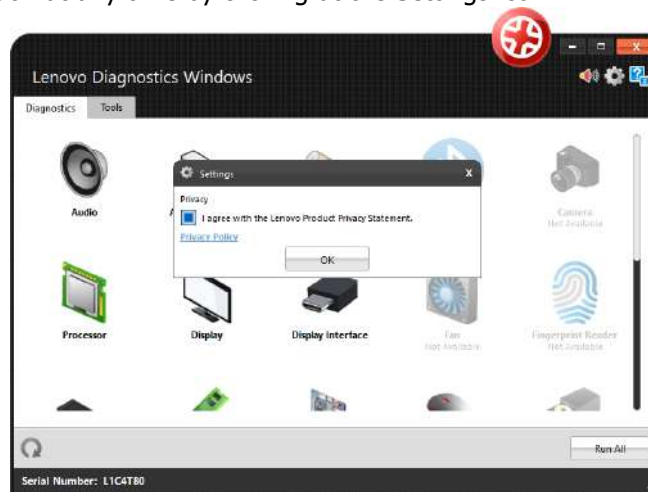 Lenovo Diagnostics Windows
Diagnostics Tools
Settings
Privacy
I agree with the Lenovo Product Privacy Statement.
Privacy Policy
OK
Audio
Camera
Not Available
Processor
Display
Display Interface
Fan
Not Available
Fingerprint Reader
Not Available
Run All
Serial Number: L1C4T80